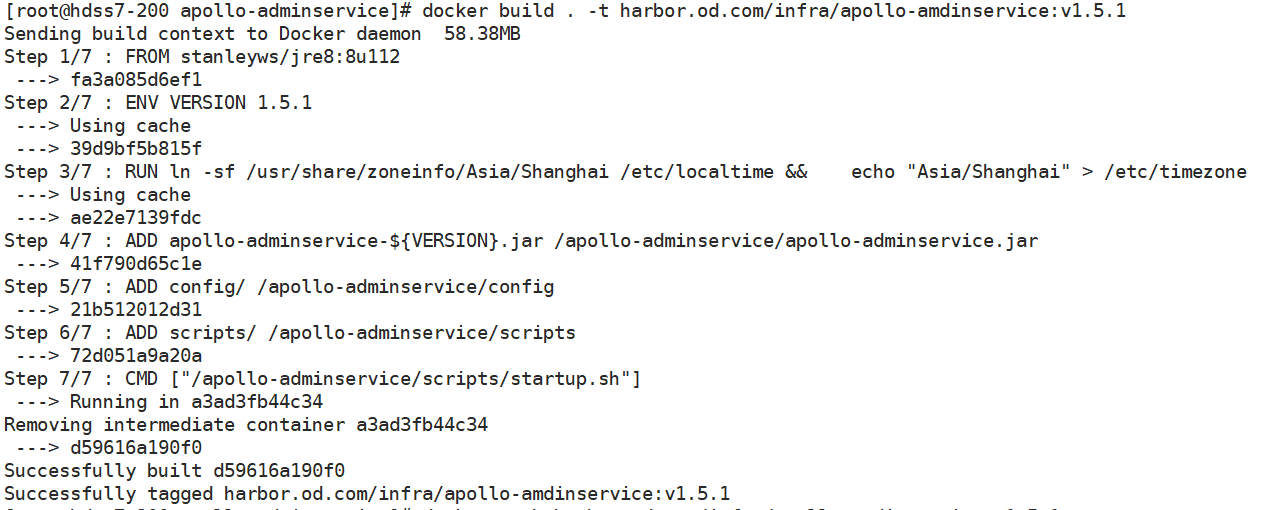 [root@hdss7-200 apollo-adminservice]# docker build . -t harbor.od.com/infra/apollo-amdinservice:v1.5.1
Sending build context to Docker daemon  58.38MB
Step 1/7 : FROM stanleyws/jre8:8u112
 ---> fa3a085d6ef1
Step 2/7 : ENV VERSION 1.5.1
 ---> Using cache
 ---> 39d9bf5b815f
Step 3/7 : RUN ln -sf /usr/share/zoneinfo/Asia/Shanghai /etc/localtime &&    echo "Asia/Shanghai" > /etc/timezone
 ---> Using cache
 ---> ae22e7139fdc
Step 4/7 : ADD apollo-adminservice-${VERSION}.jar /apollo-adminservice/apollo-adminservice.jar
 ---> 41f790d65c1e
Step 5/7 : ADD config/ /apollo-adminservice/config
 ---> 21b512012d31
Step 6/7 : ADD scripts/ /apollo-adminservice/scripts
 ---> 72d051a9a20a
Step 7/7 : CMD ["/apollo-adminservice/scripts/startup.sh"]
 ---> Running in a3ad3fb44c34
Removing intermediate container a3ad3fb44c34
 ---> d59616a190f0
Successfully built d59616a190f0
Successfully tagged harbor.od.com/infra/apollo-amdinservice:v1.5.1